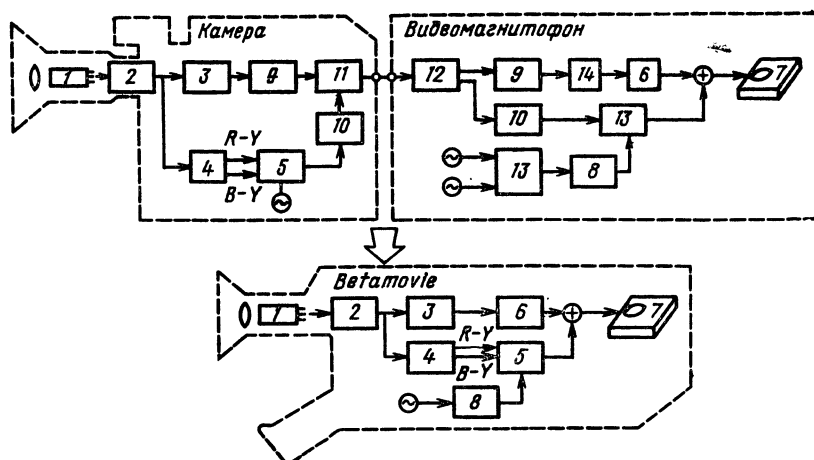 Камера
Видеомагнитофон
1 2 3 9 11 12 9 14 6 7
10 10 13
R-Y
4 5 13 8
B-Y
Betamovie
1 2 3 6 7
R-Y
4 5
B-Y
8